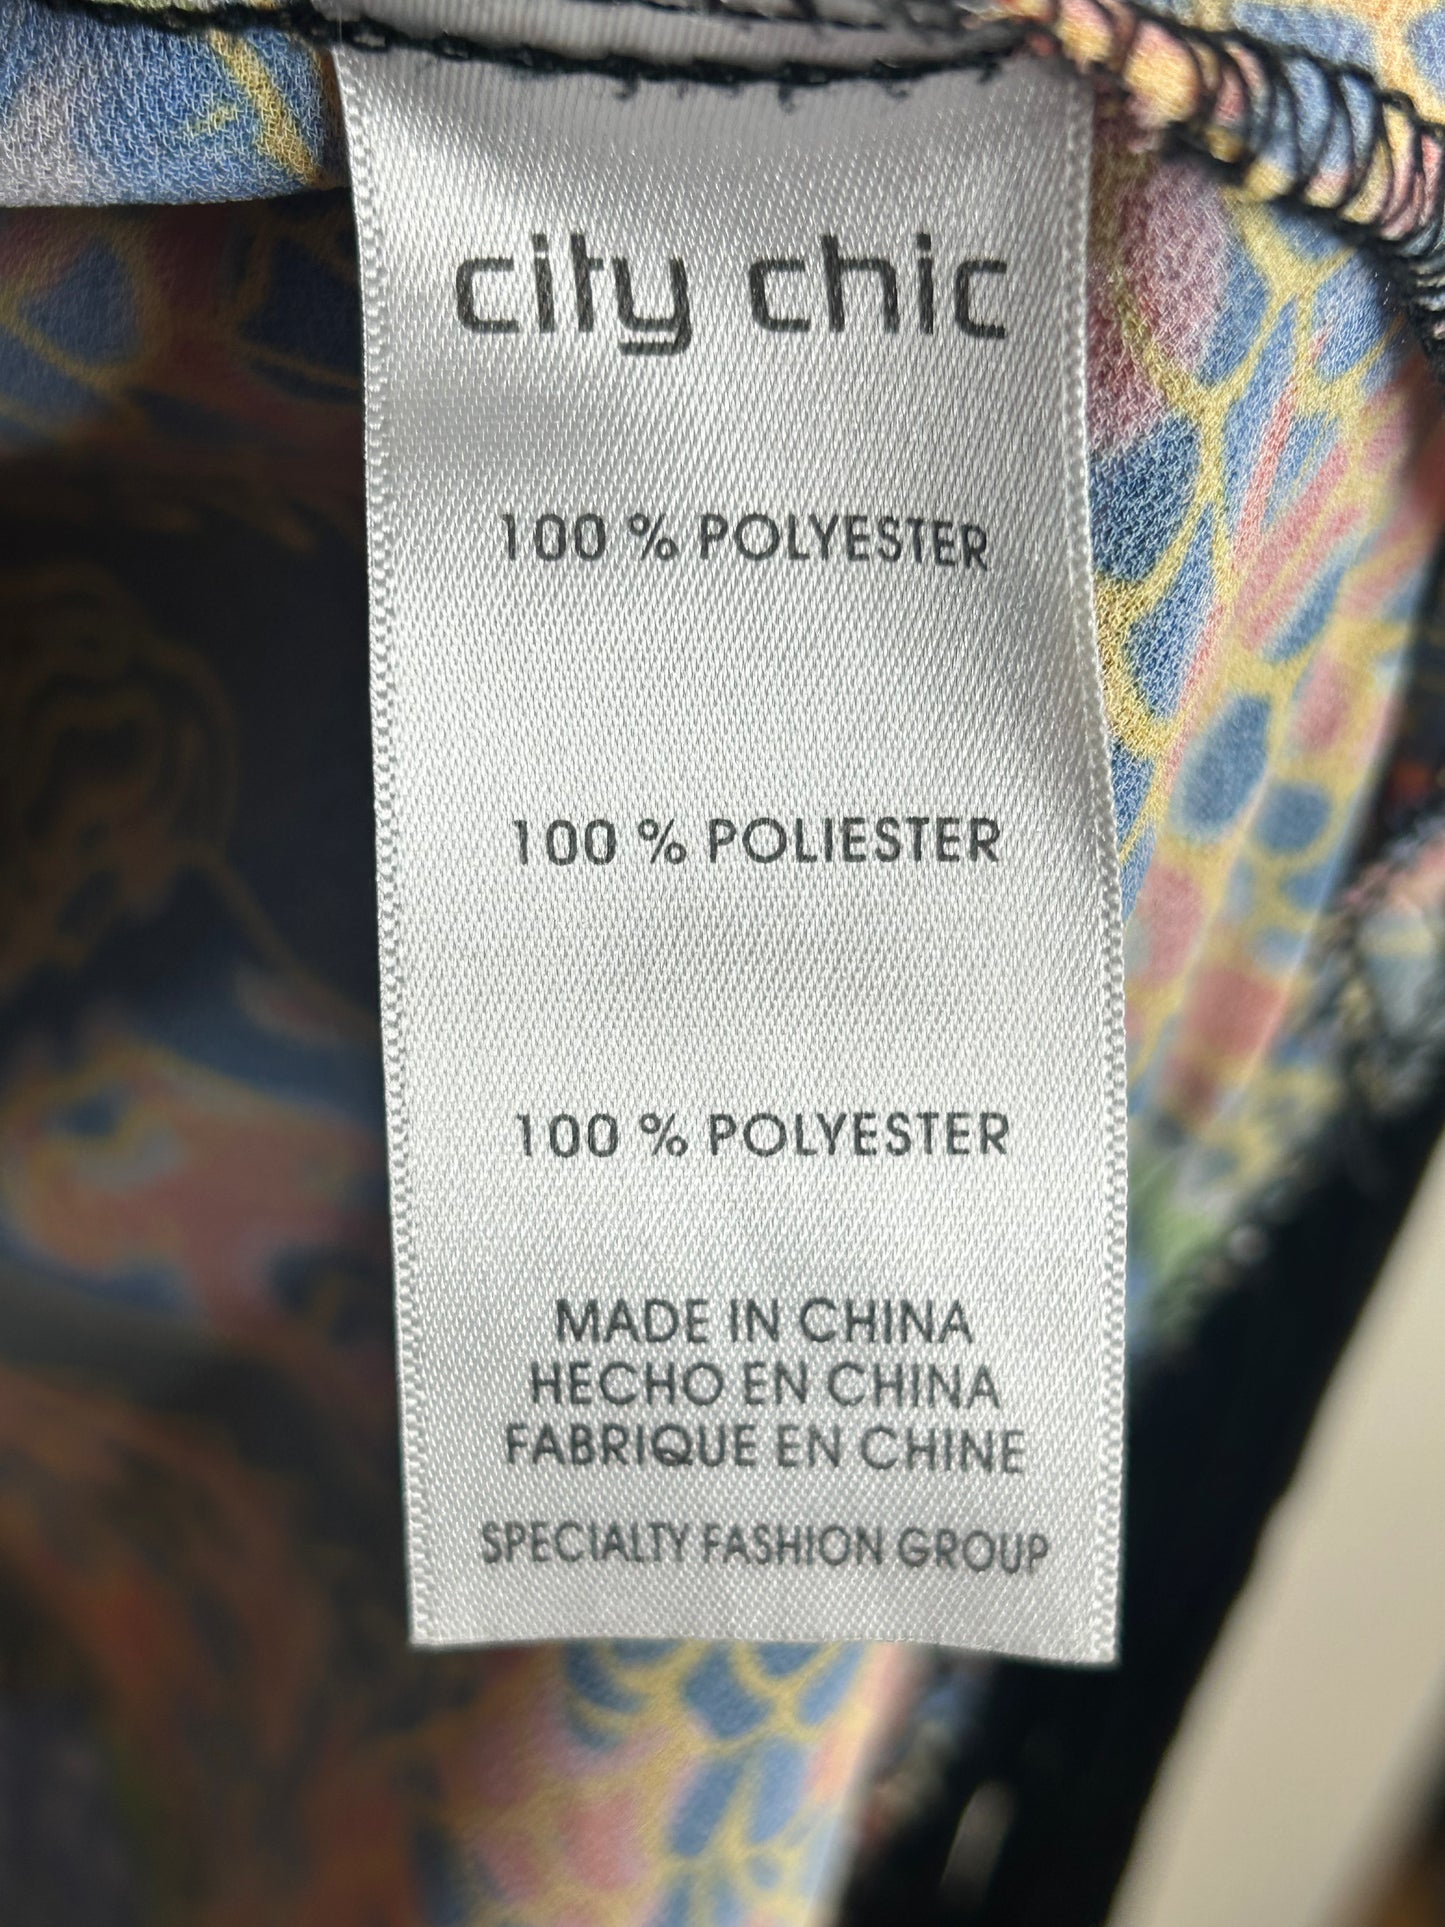 city chic
100 % POLYESTER
100 % POLIESTER
100 % POLYESTER
MADE IN CHINA
HECHO EN CHINA
FABRIQUE EN CHINE
SPECIALTY FASHION GROUP